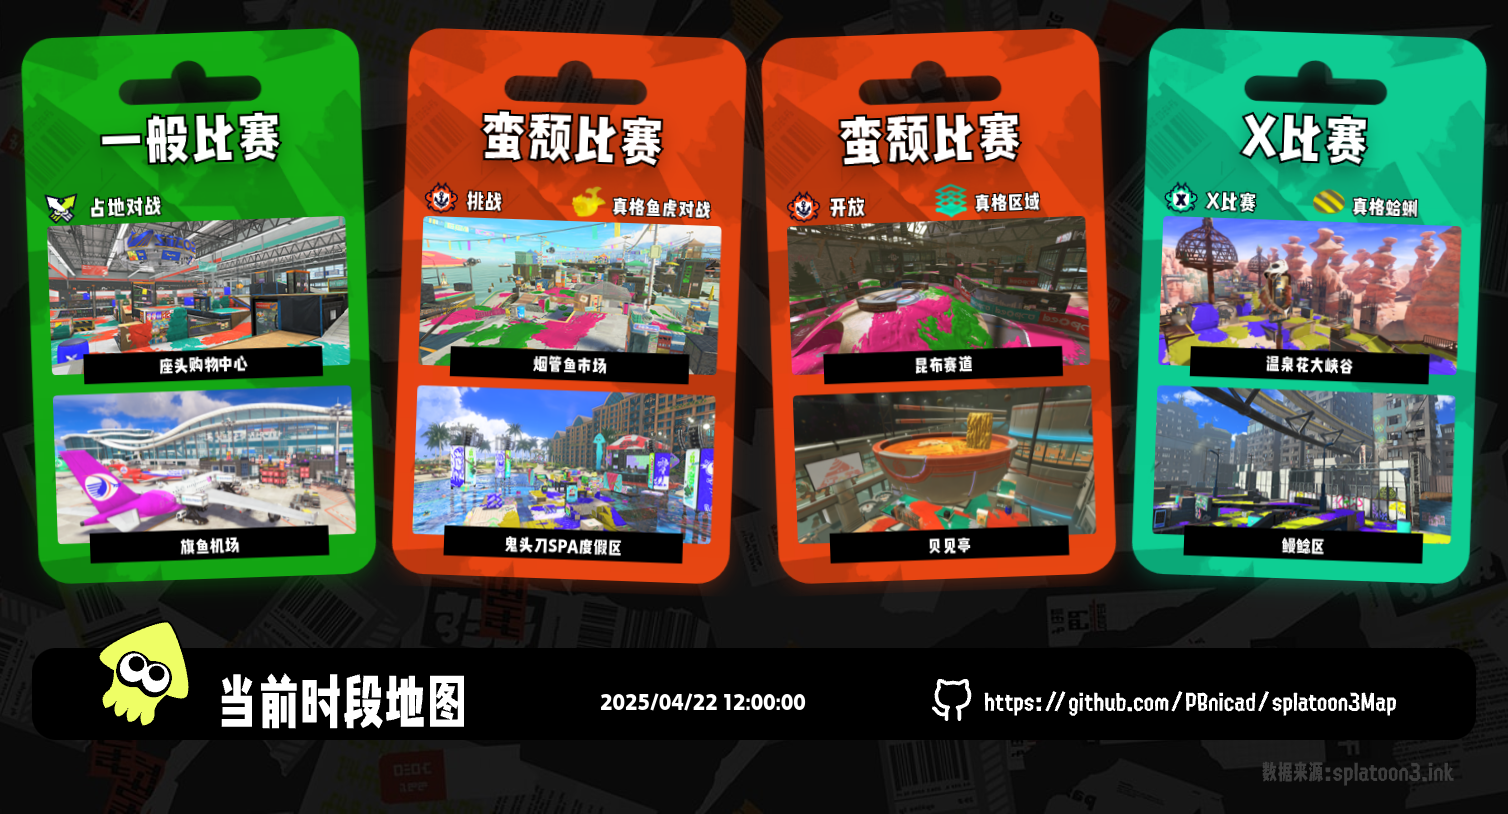 一般比赛
占地对战
座头购物中心
旗鱼机场
蛮颓比赛
挑战
真格鱼虎对战
烟管鱼市场
鬼头刀SPA度假区
蛮颓比赛
开放
真格区域
昆布赛道
贝见亭
X比赛
X比赛
真格蛤蜊
温泉花大峡谷
鳗鲶区
当前时段地图
2025/04/22 12:00:00
https://github.com/PBnicad/splatoon3Map
数据来源:splatoon3.ink